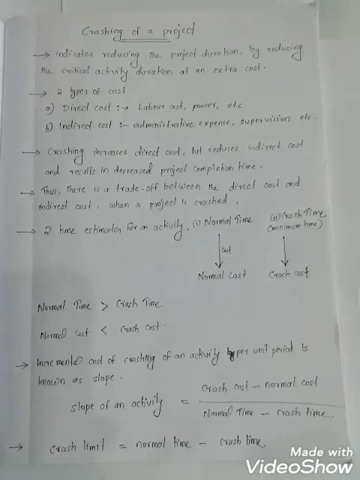 Crashing of a project
→ Indicates reducing the project duration, by reducing
the critical activity duration at an extra cost.
→ 2 types of cost
a) Direct cost :→ Labour cost, power, etc
b) Indirect cost :- administrative expence, supervision etc.
→ Crashing increases direct cost, but reduces indirect cost
and results in decreased project completion time.
→ Thus, there is a trade-off between the direct cost and
indirect cost, when a project is crashed.
→ 2 time estimates for an activity, (i) Normal Time (ii) Crash Time
(minimum time)
cost
Normal Cost Crash cost
Normal Time > Crash Time
Normal cost < Crash cost
→ Incremental cost of crashing of an activity per unit period is
known as slope.
Slope of an activity = Crash cost - normal cost
Normal Time - crash time
→ Crash limit = normal time - crash time
Made with
VideoShow